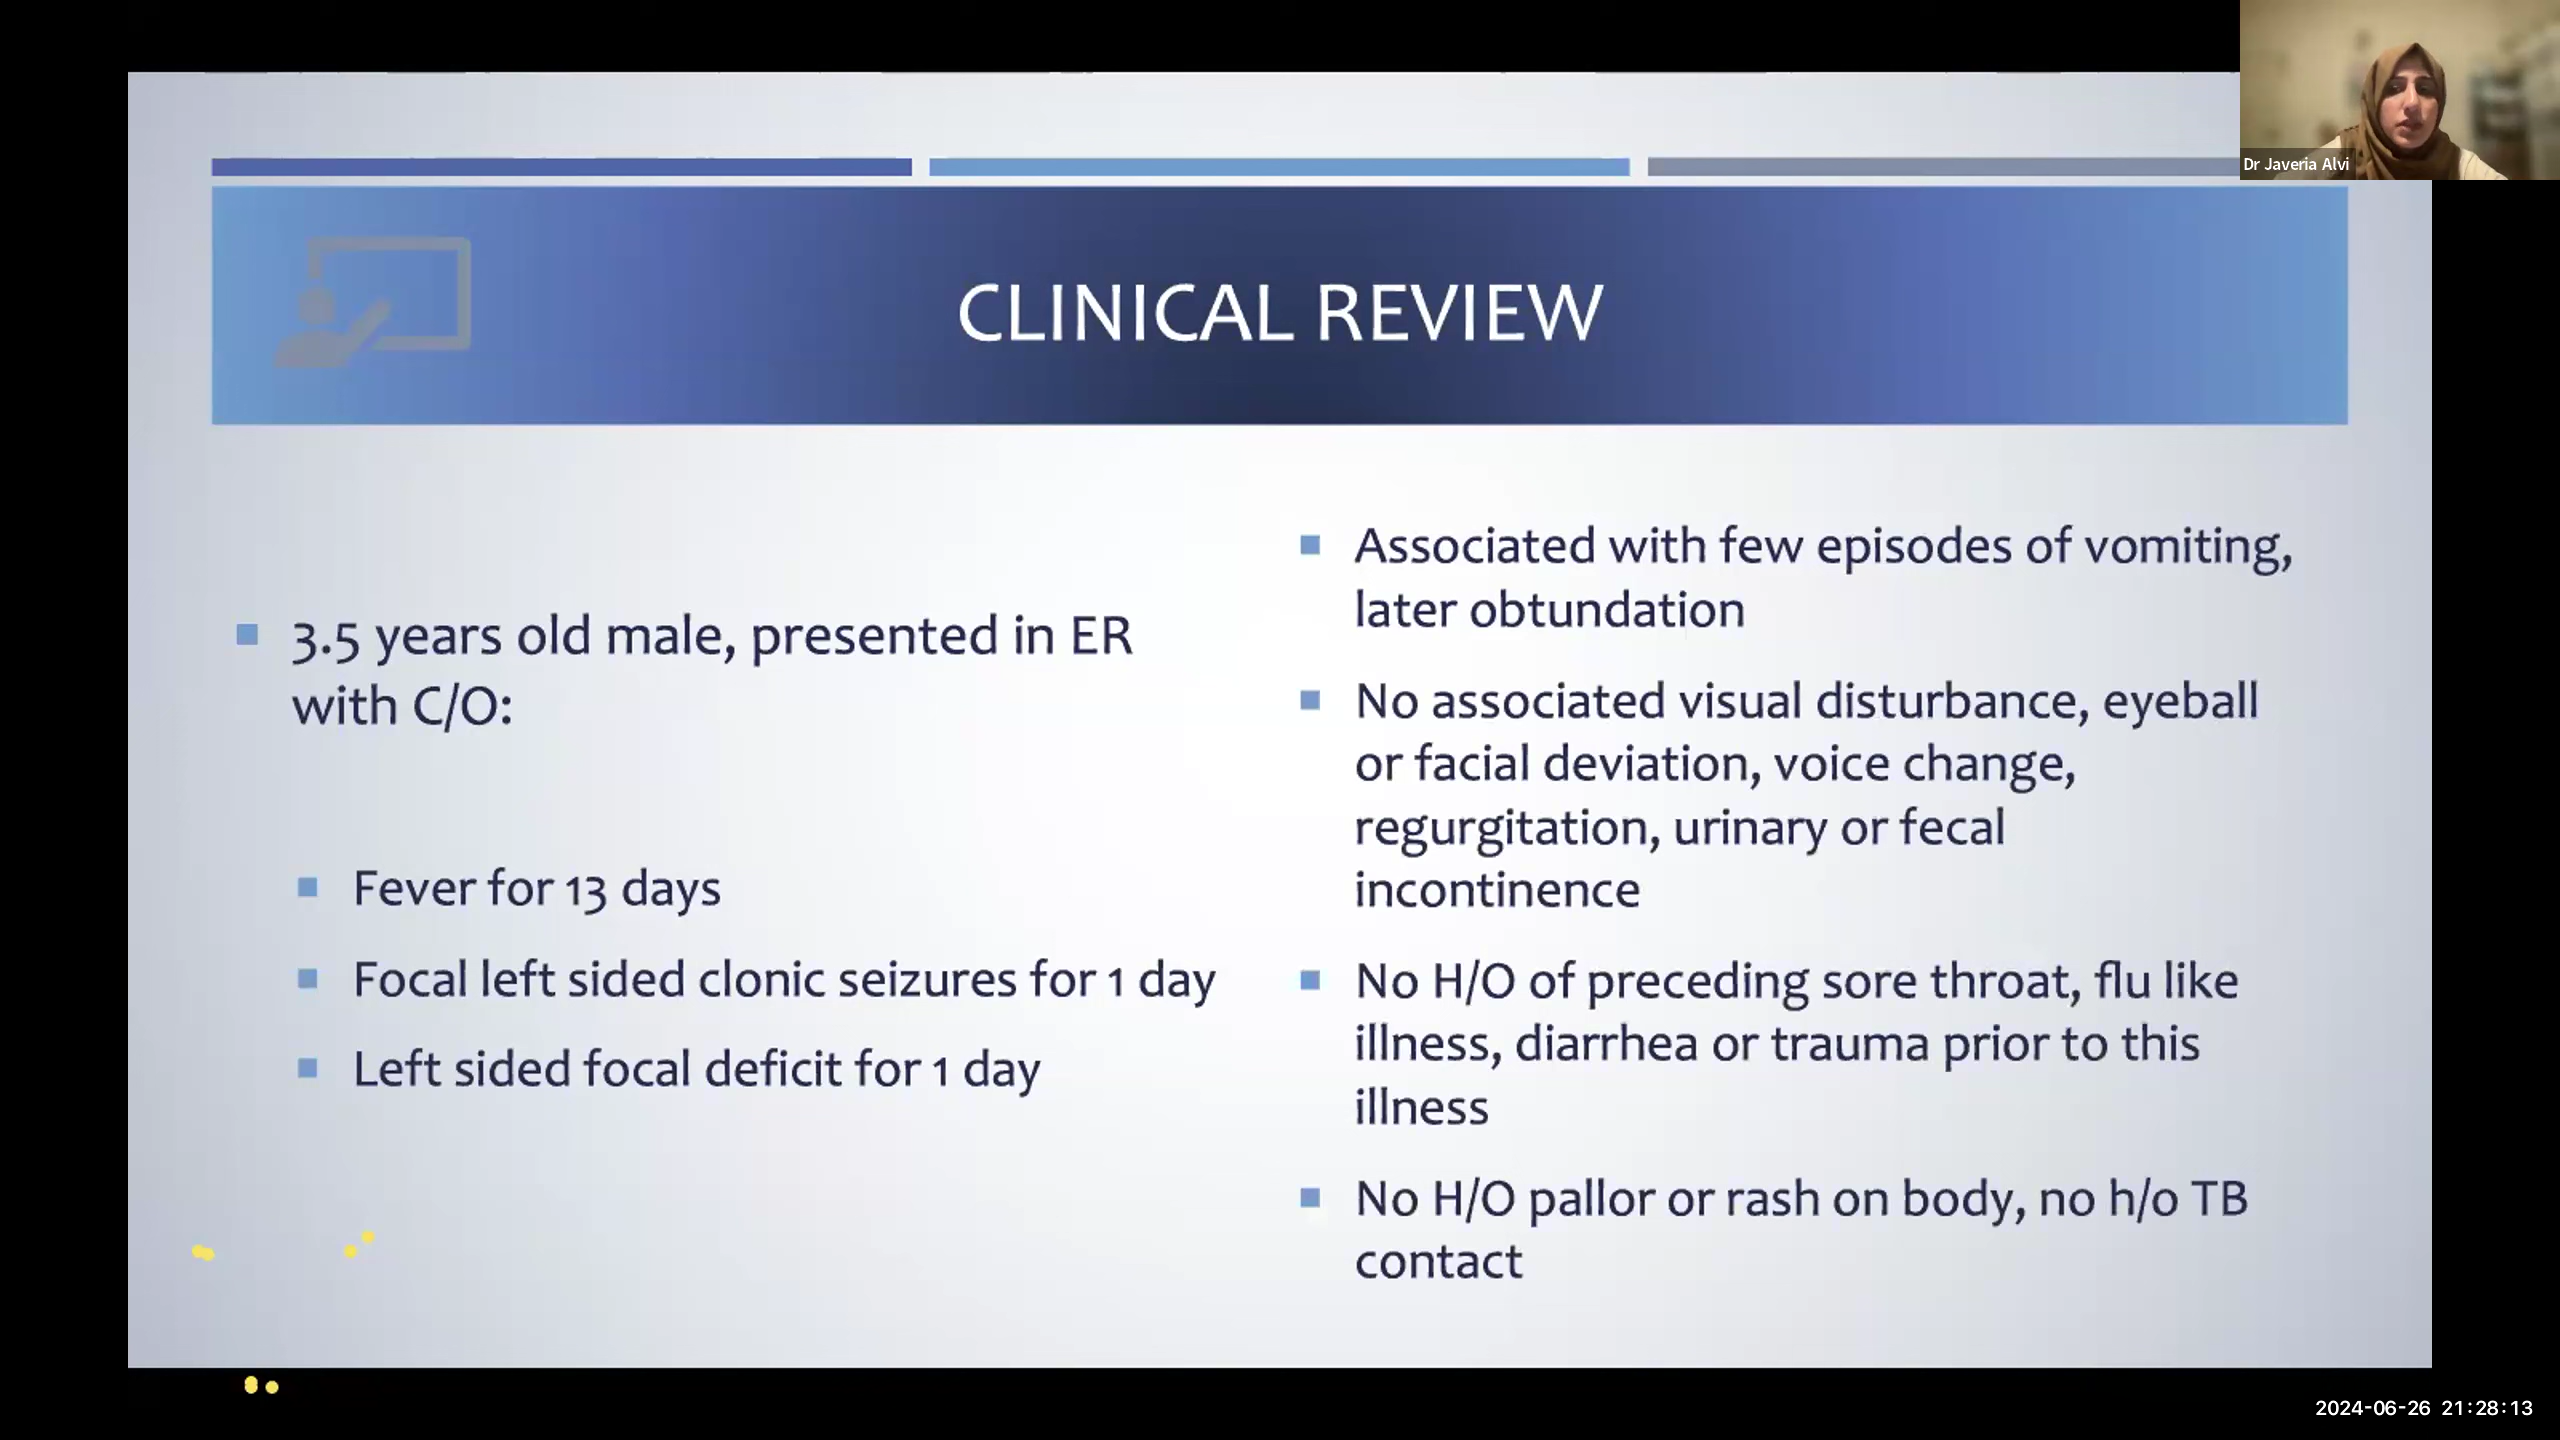 Dr Javeria Alvi
CLINICAL REVIEW
3.5 years old male, presented in ER
with C/O:
Fever for 13 days
Focal left sided clonic seizures for 1 day
Left sided focal deficit for 1 day
Associated with few episodes of vomiting,
later obtundation
No associated visual disturbance, eyeball
or facial deviation, voice change,
regurgitation, urinary or fecal
incontinence
No H/O of preceding sore throat, flu like
illness, diarrhea or trauma prior to this
illness
No H/O pallor or rash on body, no h/o TB
contact
2024-06-26 21:28:13